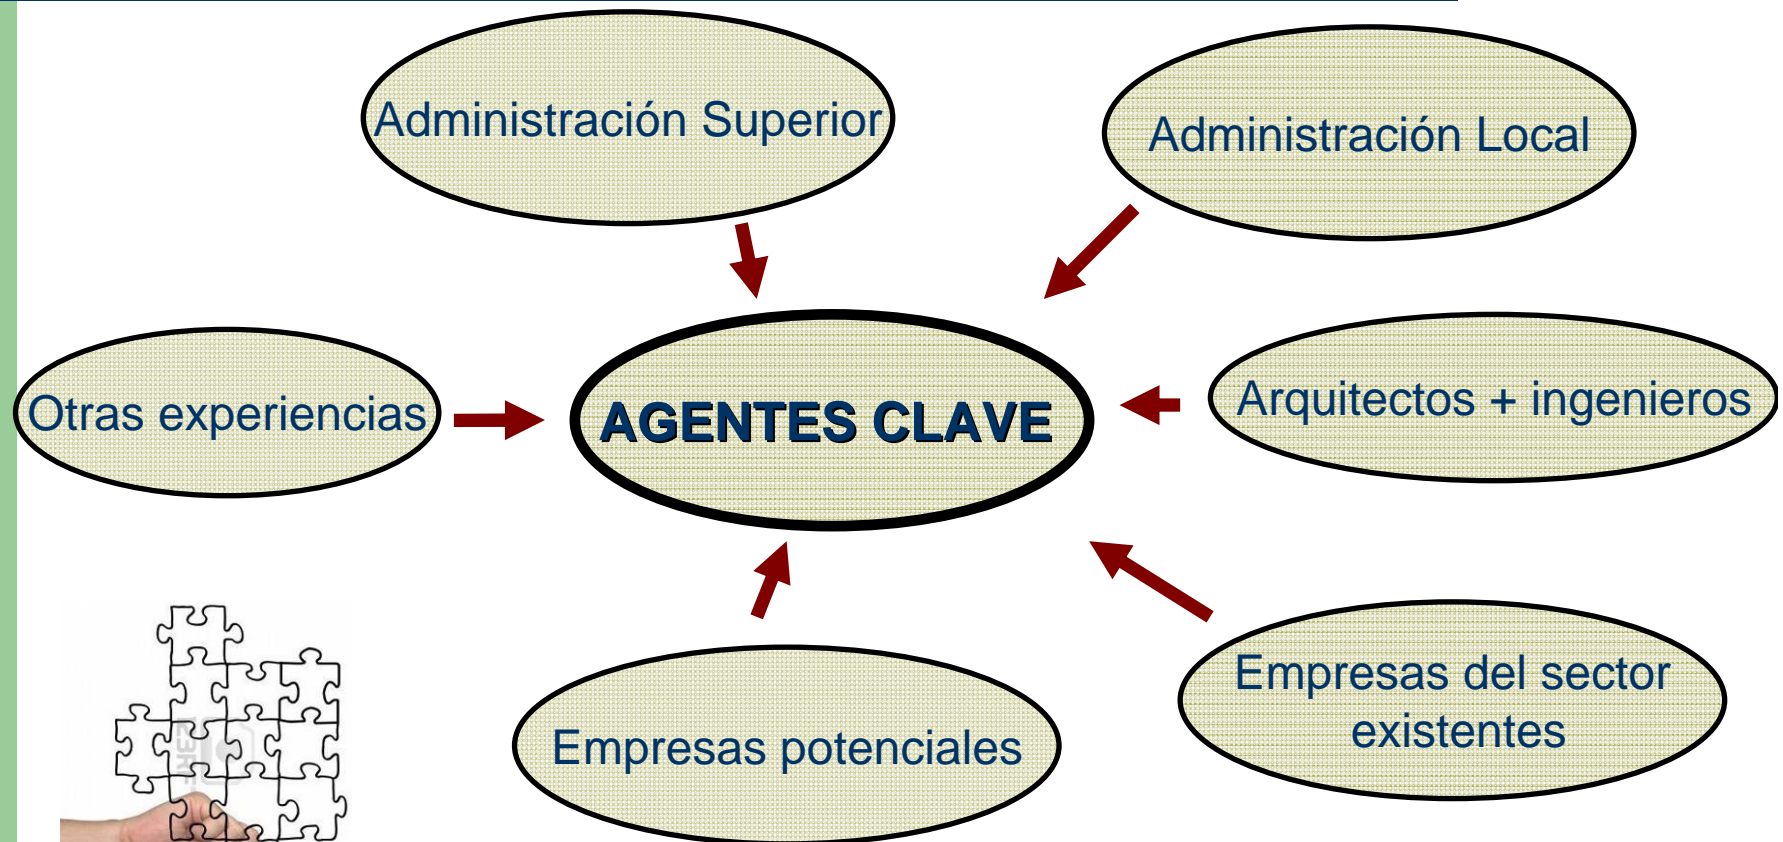 Administración Superior
Administración Local
Otras experiencias
AGENTES CLAVE
Arquitectos + ingenieros
Empresas potenciales
Empresas del sector
existentes